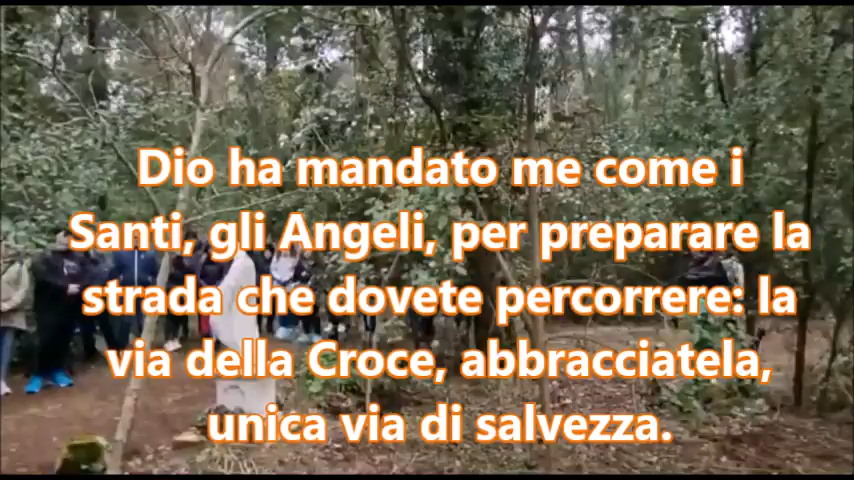 Dio ha mandato me come i
Santi, gli Angeli, per preparare la
strada che dovete percorrere: la
via della Croce, abbracciatela,
unica via di salvezza.